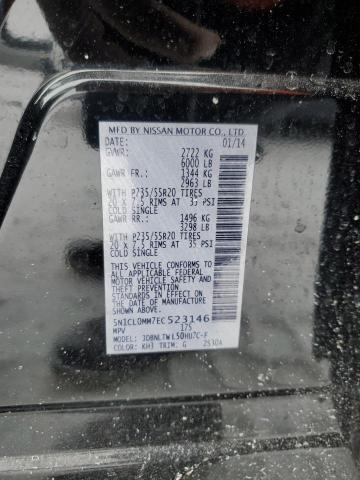 MFD BY NISSAN MOTOR CO., LTD.
DATE: 01/14
GVWR: 2722 KG
6000 LB
GAWR FR.: 1344 KG
2963 LB
WITH P235/55R20 TIRES
20 x 7.5 RIMS AT 35 PSI
COLD SINGLE
GAWR RR.: 1496 KG
3298 LB
WITH P235/55R20 TIRES
20 x 7.5 RIMS AT 35 PSI
COLD SINGLE
THIS VEHICLE CONFORMS TO
ALL APPLICABLE FEDERAL
MOTOR VEHICLE SAFETY AND
THEFT PREVENTION
STANDARDS IN EFFECT ON
THE DATE OF MANUFACTURE
SHOWN ABOVE.
5N1CL0MM7EC 523146
MPV 175
MODEL:
COLOR: KH3 TRIM: G